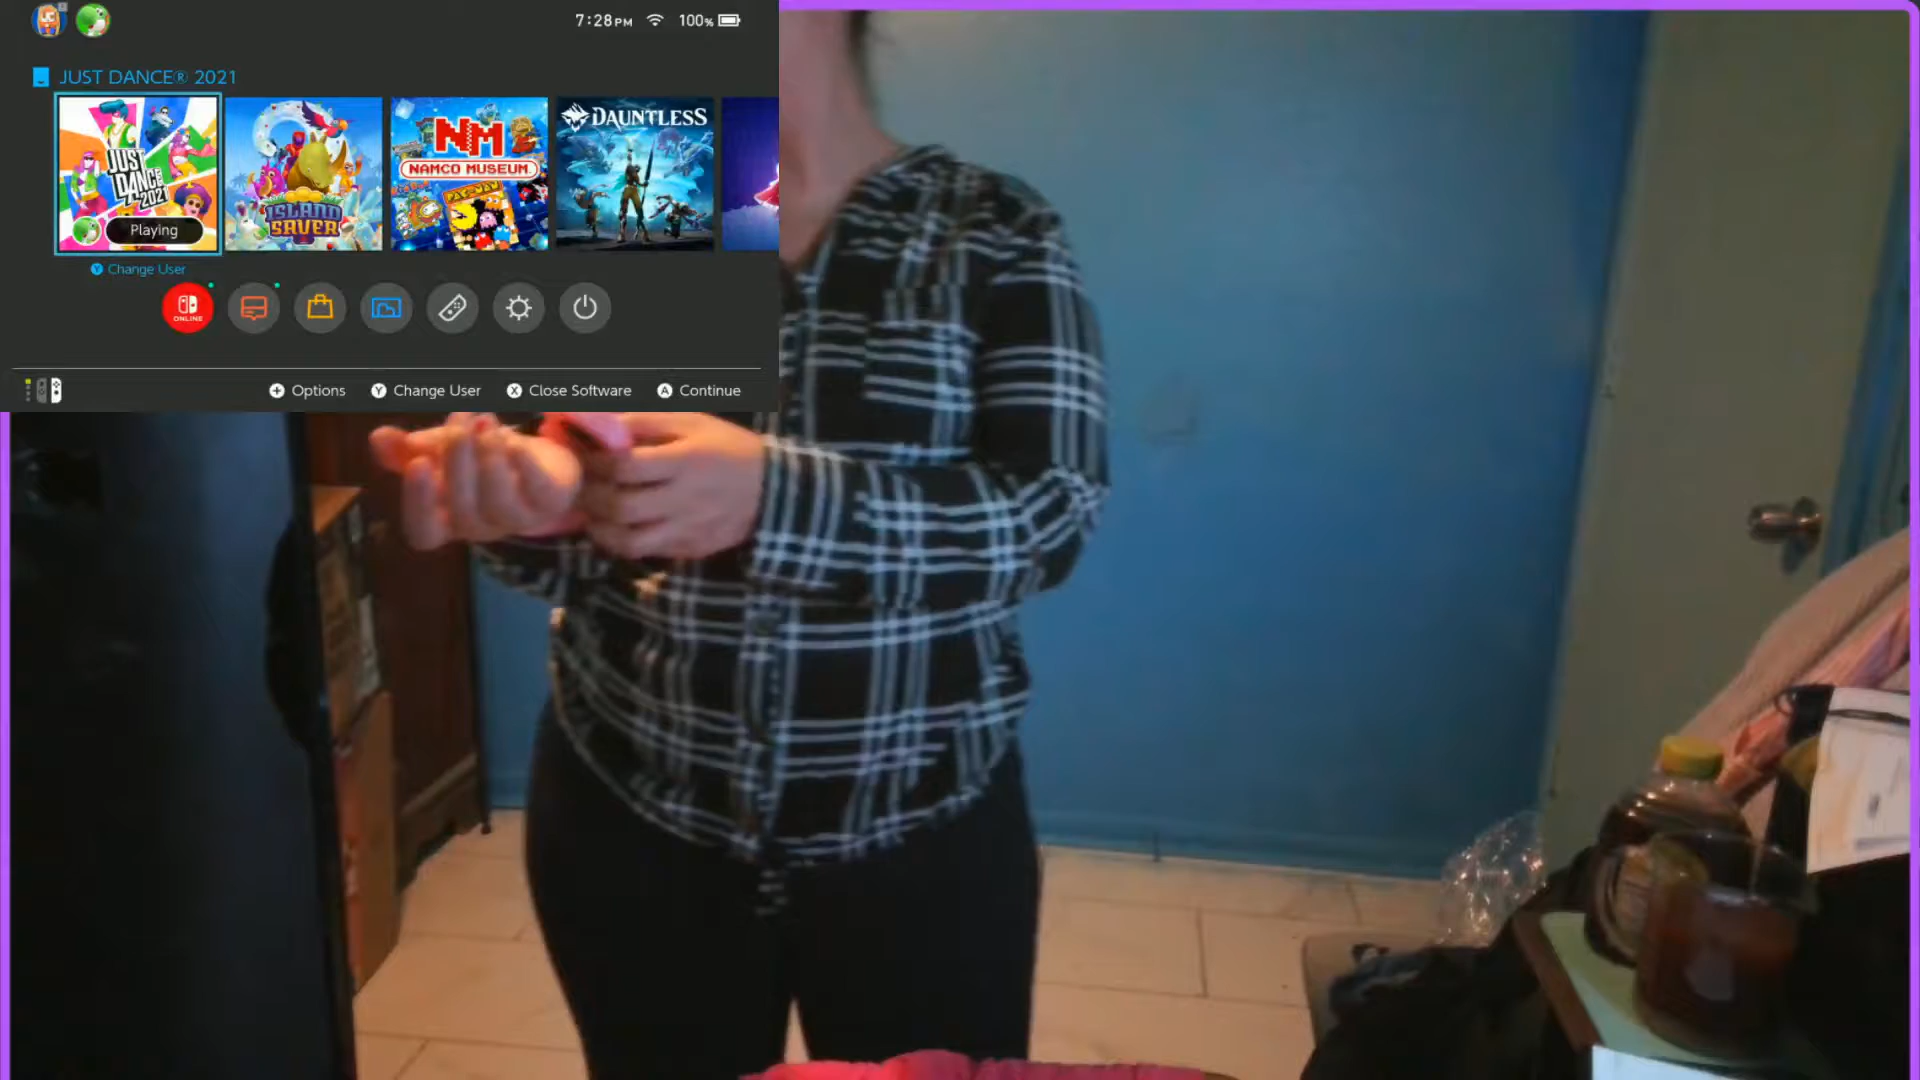 7:28PM 100%
JUST DANCE® 2021
JUST DANCE 2021
Playing
ISLAND SAVER
NM
NAMCO MUSEUM
PAC-MAN
DAUNTLESS
Y Change User
ONLINE
+ Options Y Change User X Close Software A Continue